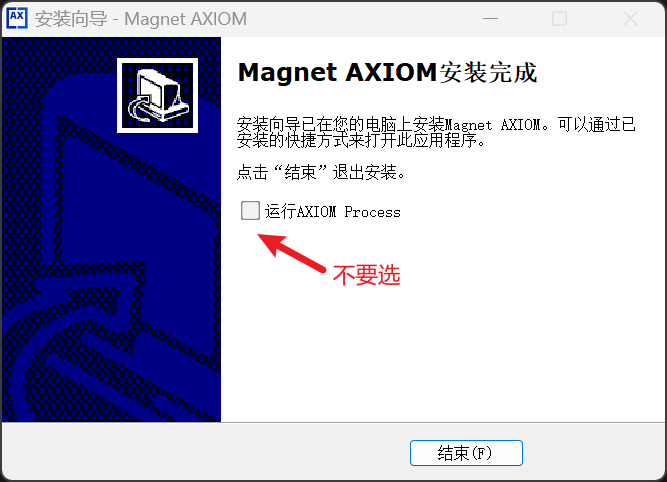 AX 安装向导 - Magnet AXIOM
Magnet AXIOM安装完成
安装向导已在您的电脑上安装Magnet AXIOM。可以通过已
安装的快捷方式来打开此应用程序。
点击“结束”退出安装。
运行AXIOM Process
不要选
结束(F)